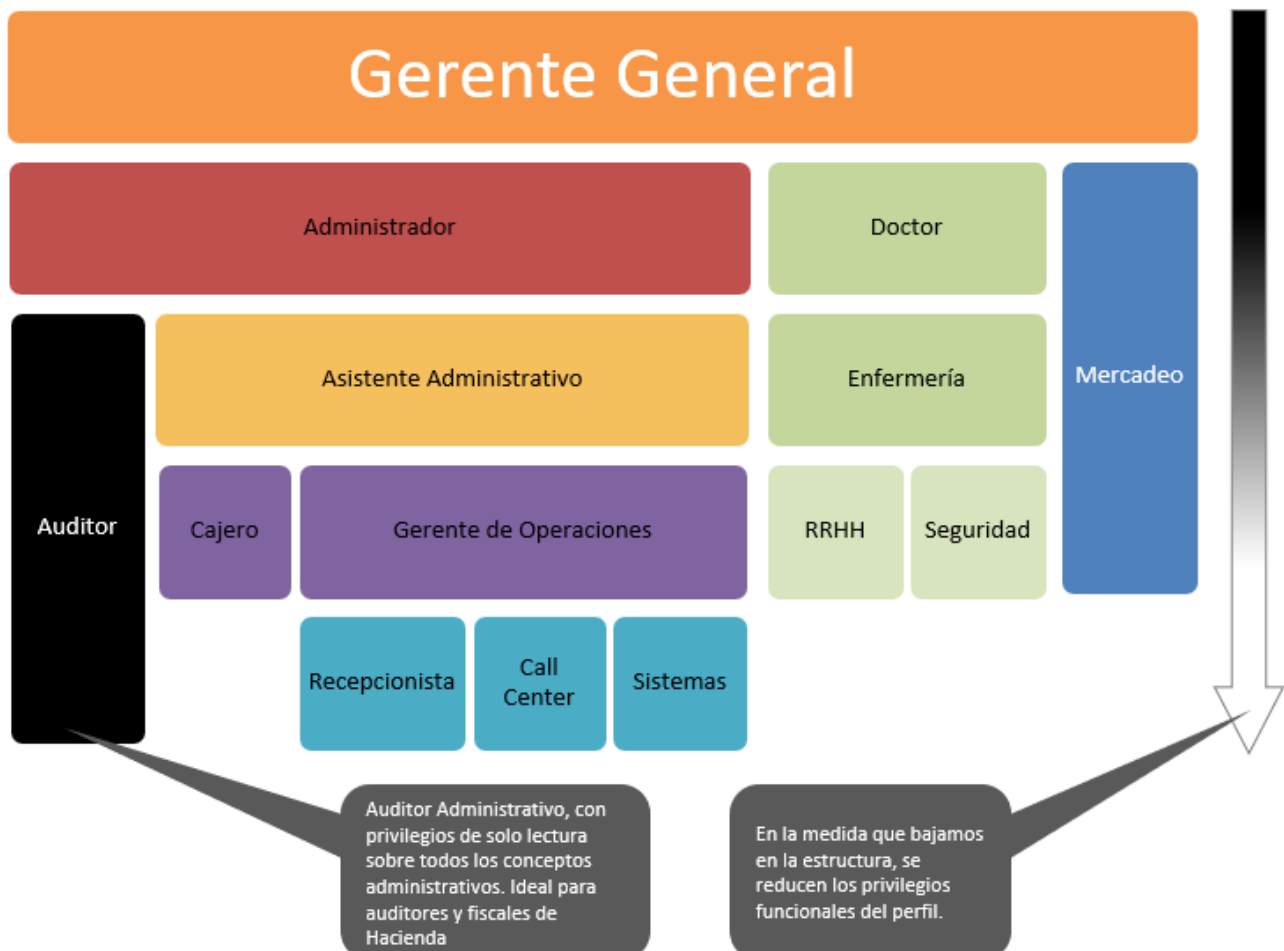 Gerente General
Administrador
Doctor
Mercadeo
Auditor
Asistente Administrativo
Enfermería
Cajero
Gerente de Operaciones
RRHH
Seguridad
Recepcionista
Call
Center
Sistemas
Auditor Administrativo, con
privilegios de solo lectura
sobre todos los conceptos
administrativos. Ideal para
auditores y fiscales de
Hacienda
En la medida que bajamos
en la estructura, se
reducen los privilegios
funcionales del perfil.